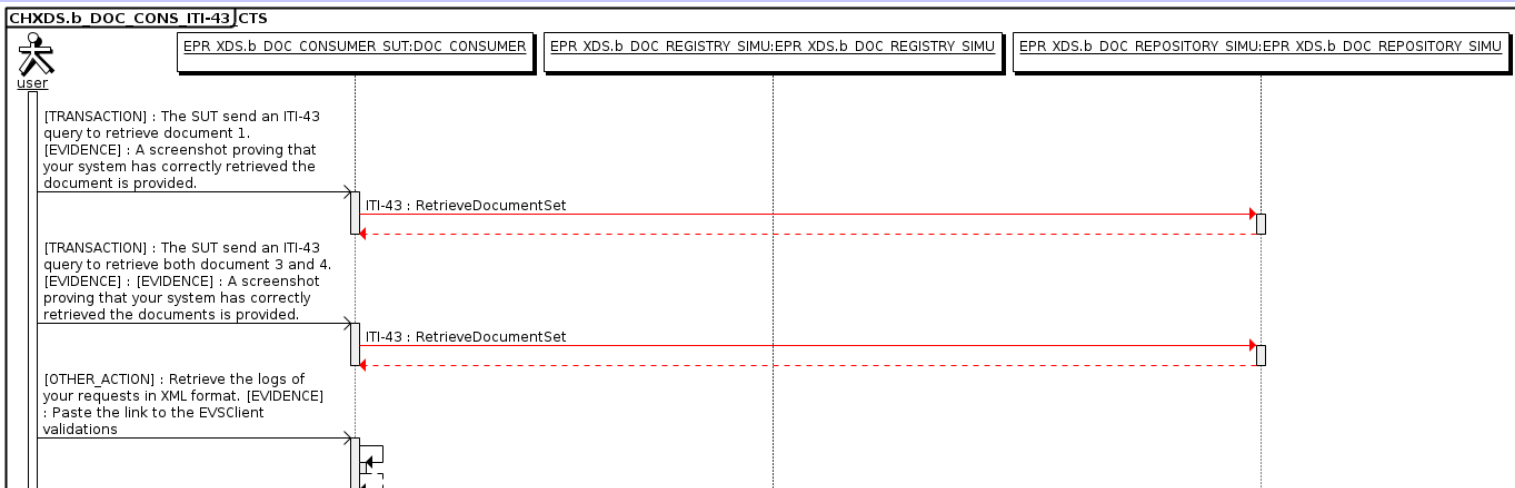 CHXDS.b_DOC_CONS_ITI-43_CTS
user
EPR_XDS.b_DOC_CONSUMER_SUT:DOC_CONSUMER
EPR_XDS.b_DOC_REGISTRY_SIMU:EPR_XDS.b_DOC_REGISTRY_SIMU
EPR_XDS.b_DOC_REPOSITORY_SIMU:EPR_XDS.b_DOC_REPOSITORY_SIMU
[TRANSACTION] : The SUT send an ITI-43
query to retrieve document 1.
[EVIDENCE] : A screenshot proving that
your system has correctly retrieved the
document is provided.
ITI-43 : RetrieveDocumentSet
[TRANSACTION] : The SUT send an ITI-43
query to retrieve both document 3 and 4.
[EVIDENCE] : [EVIDENCE] : A screenshot
proving that your system has correctly
retrieved the documents is provided.
ITI-43 : RetrieveDocumentSet
[OTHER_ACTION] : Retrieve the logs of
your requests in XML format. [EVIDENCE]
: Paste the link to the EVSClient
validations